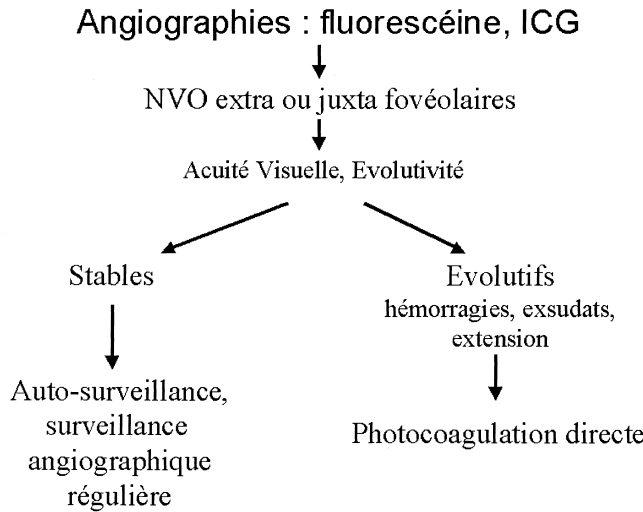 Angiographies : fluorescéine, ICG
NVO extra ou juxta fovéolaires
Acuité Visuelle, Evolutivité
Stables
Auto-surveillance,
surveillance
angiographique
régulière
Evolutifs
hémorragies, exsudats,
extension
Photocoagulation directe